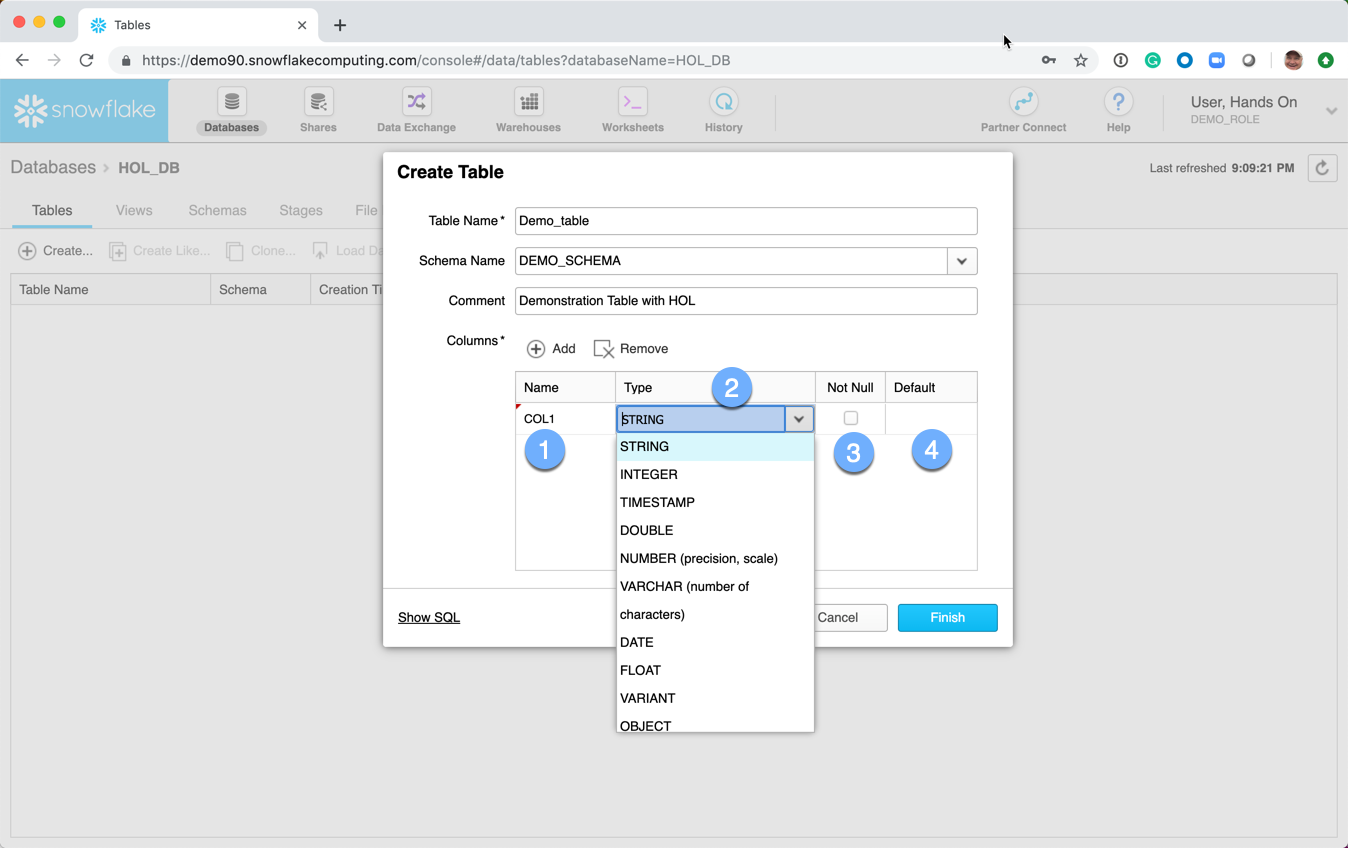 Tables
https://demo90.snowflakecomputing.com/console#/data/tables?databaseName=HOL_DB
snowflake
Databases
Shares
Data Exchange
Warehouses
Worksheets
History
Partner Connect
Help
User, Hands On
DEMO_ROLE
Databases > HOL_DB
Last refreshed 9:09:21 PM
Tables
Views
Schemas
Stages
File
Create...
Create Like...
Clone...
Load Da
Table Name
Schema
Creation Ti
Create Table
Table Name* Demo_table
Schema Name DEMO_SCHEMA
Comment Demonstration Table with HOL
Columns*
Add
Remove
Name Type 2 Not Null Default
COL1 STRING
1
3
4
STRING
INTEGER
TIMESTAMP
DOUBLE
NUMBER (precision, scale)
VARCHAR (number of
characters)
DATE
FLOAT
VARIANT
OBJECT
Show SQL
Cancel
Finish